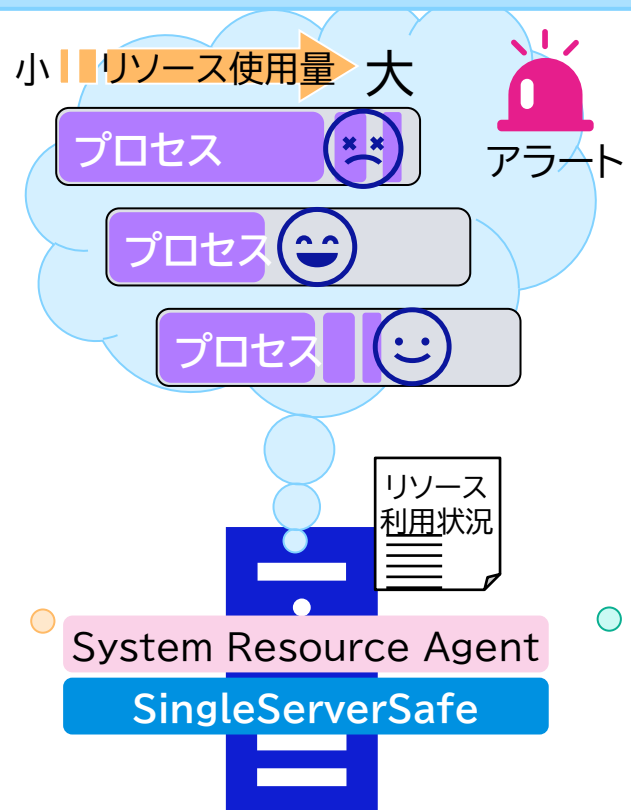 小 リソース使用量 大
アラート
プロセス
プロセス
プロセス
リソース
利用状況
System Resource Agent
SingleServerSafe